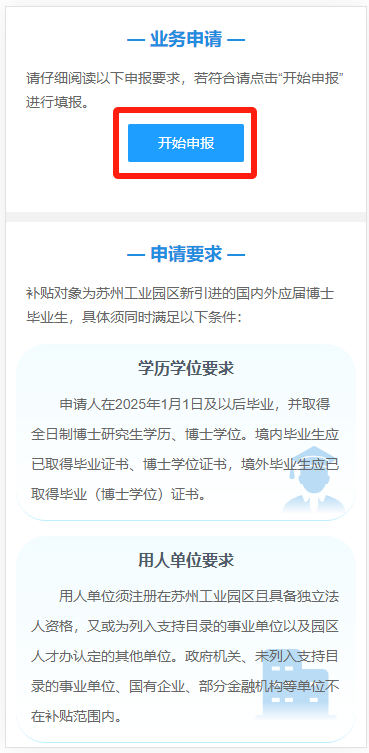 — 业务申请 —
请仔细阅读以下申报要求，若符合请点击“开始申报”
进行填报。
开始申报
— 申请要求 —
补贴对象为苏州工业园区新引进的国内外应届博士
毕业生，具体须同时满足以下条件：
学历学位要求
申请人在2025年1月1日及以后毕业，并取得
全日制博士研究生学历、博士学位。境内毕业生应
已取得毕业证书、博士学位证书，境外毕业生应已
取得毕业（博士学位）证书。
用人单位要求
用人单位须注册在苏州工业园区且具备独立法
人资格，又或为列入支持目录的事业单位以及园区
人才办认定的其他单位。政府机关、未列入支持目
录的事业单位、国有企业、部分金融机构等单位不
在补贴范围内。